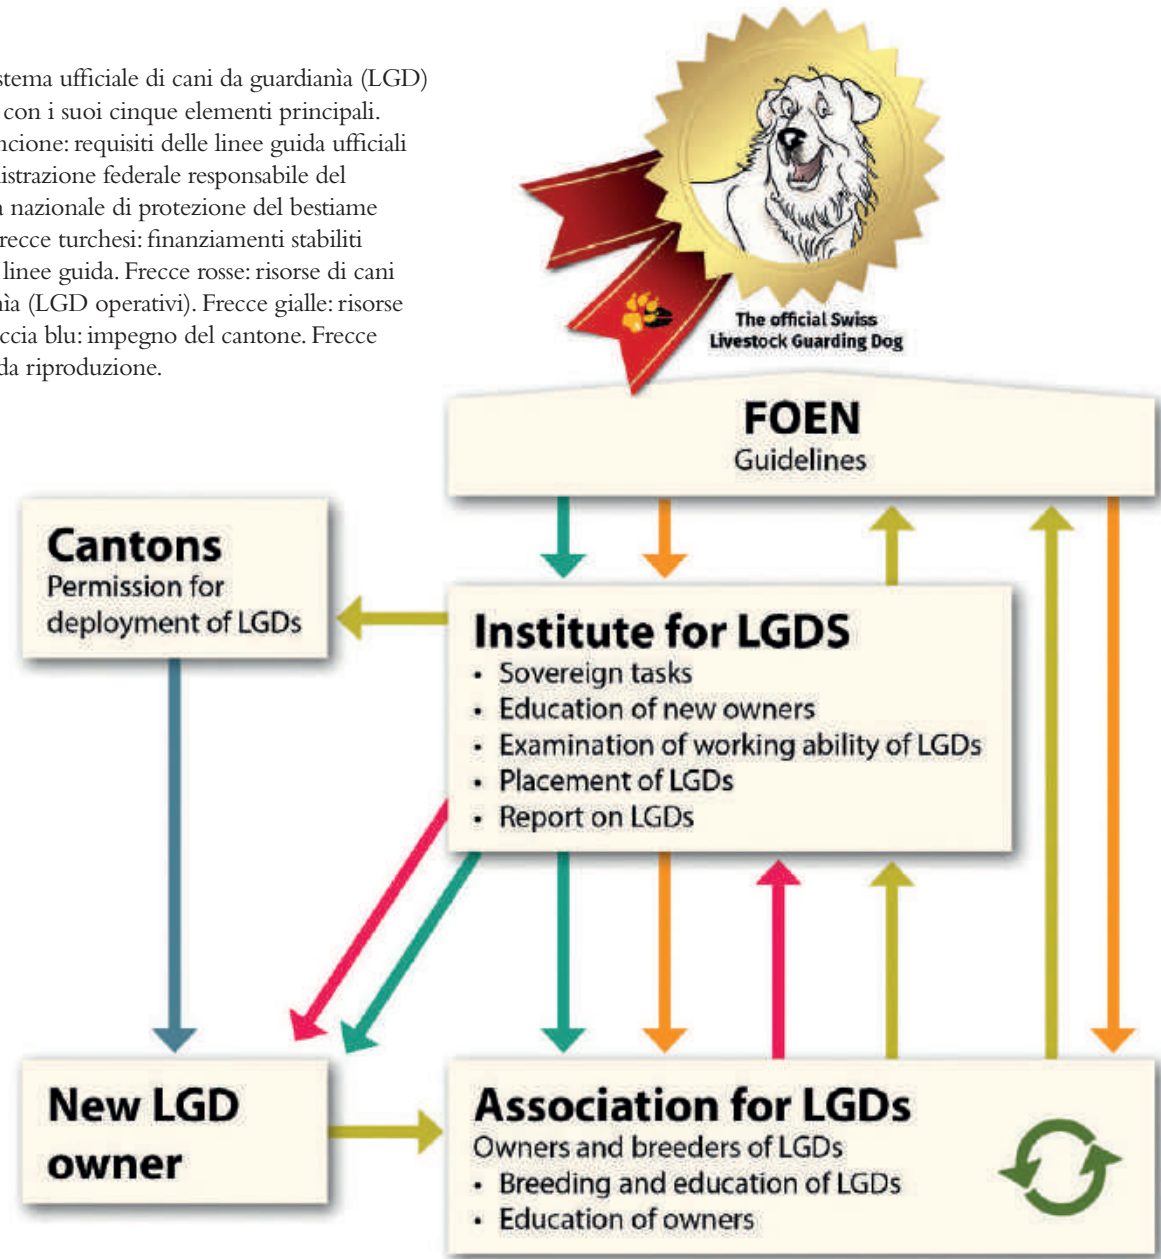 stema ufficiale di cani da guardianìa (LGD)
con i suoi cinque elementi principali.
ncione: requisiti delle linee guida ufficiali
istrazione federale responsabile del
a nazionale di protezione del bestiame
recce turchesi: finanziamenti stabiliti
linee guida. Frecce rosse: risorse di cani
ìa (LGD operativi). Frecce gialle: risorse
ccia blu: impegno del cantone. Frecce
da riproduzione.
The official Swiss
Livestock Guarding Dog
FOEN
Guidelines
Cantons
Permission for
deployment of LGDs
Institute for LGDS
• Sovereign tasks
• Education of new owners
• Examination of working ability of LGDs
• Placement of LGDs
• Report on LGDs
New LGD
owner
Association for LGDs
Owners and breeders of LGDs
• Breeding and education of LGDs
• Education of owners